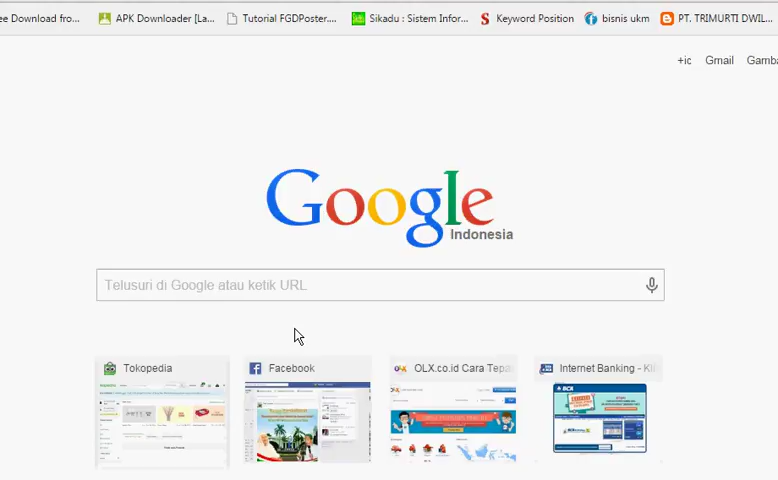 ee Download fro...
APK Downloader [La...
Tutorial FGDPoster....
Sikadu : Sistem Infor...
Keyword Position
bisnis ukm
PT. TRIMURTI DWIL...
+ic
Gmail
Gamba
Google
Indonesia
Telusuri di Google atau ketik URL
Tokopedia
Facebook
OLX.co.id Cara Tepa
Internet Banking - Kl
BCA